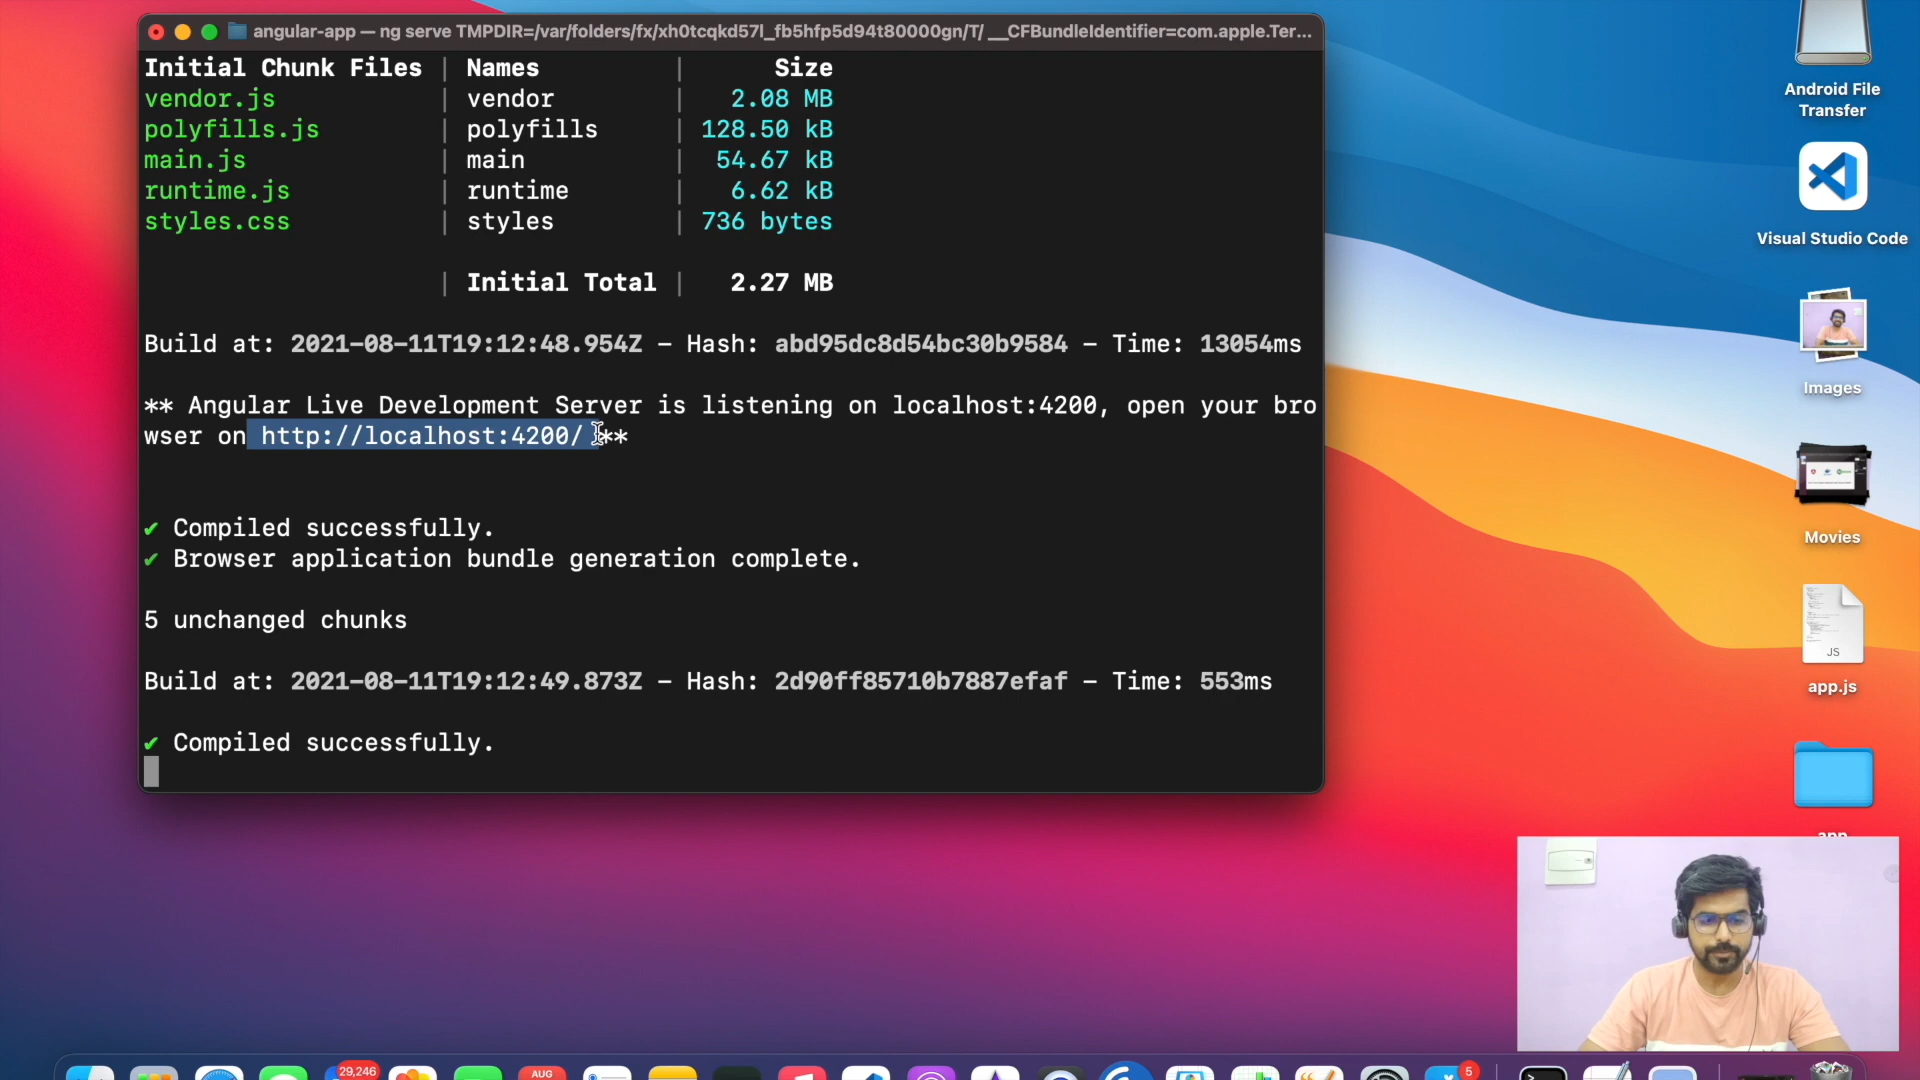 angular-app — ng serve TMPDIR=/var/folders/fx/xh0tcqkd57l_fb5hfp5d94t80000gn/T/ __CFBundleIdentifier=com.apple.Ter...
Initial Chunk Files | Names | Size
vendor.js | vendor | 2.08 MB
polyfills.js | polyfills | 128.50 kB
main.js | main | 54.67 kB
runtime.js | runtime | 6.62 kB
styles.css | styles | 736 bytes
| Initial Total | 2.27 MB
Build at: 2021-08-11T19:12:48.954Z - Hash: abd95dc8d54bc30b9584 - Time: 13054ms
** Angular Live Development Server is listening on localhost:4200, open your bro
wser on http://localhost:4200/ **
✔ Compiled successfully.
✔ Browser application bundle generation complete.
5 unchanged chunks
Build at: 2021-08-11T19:12:49.873Z - Hash: 2d90ff85710b7887efaf - Time: 553ms
✔ Compiled successfully.
Android File
Transfer
Visual Studio Code
Images
Movies
JS
app.js
app
29,246
AUG
5